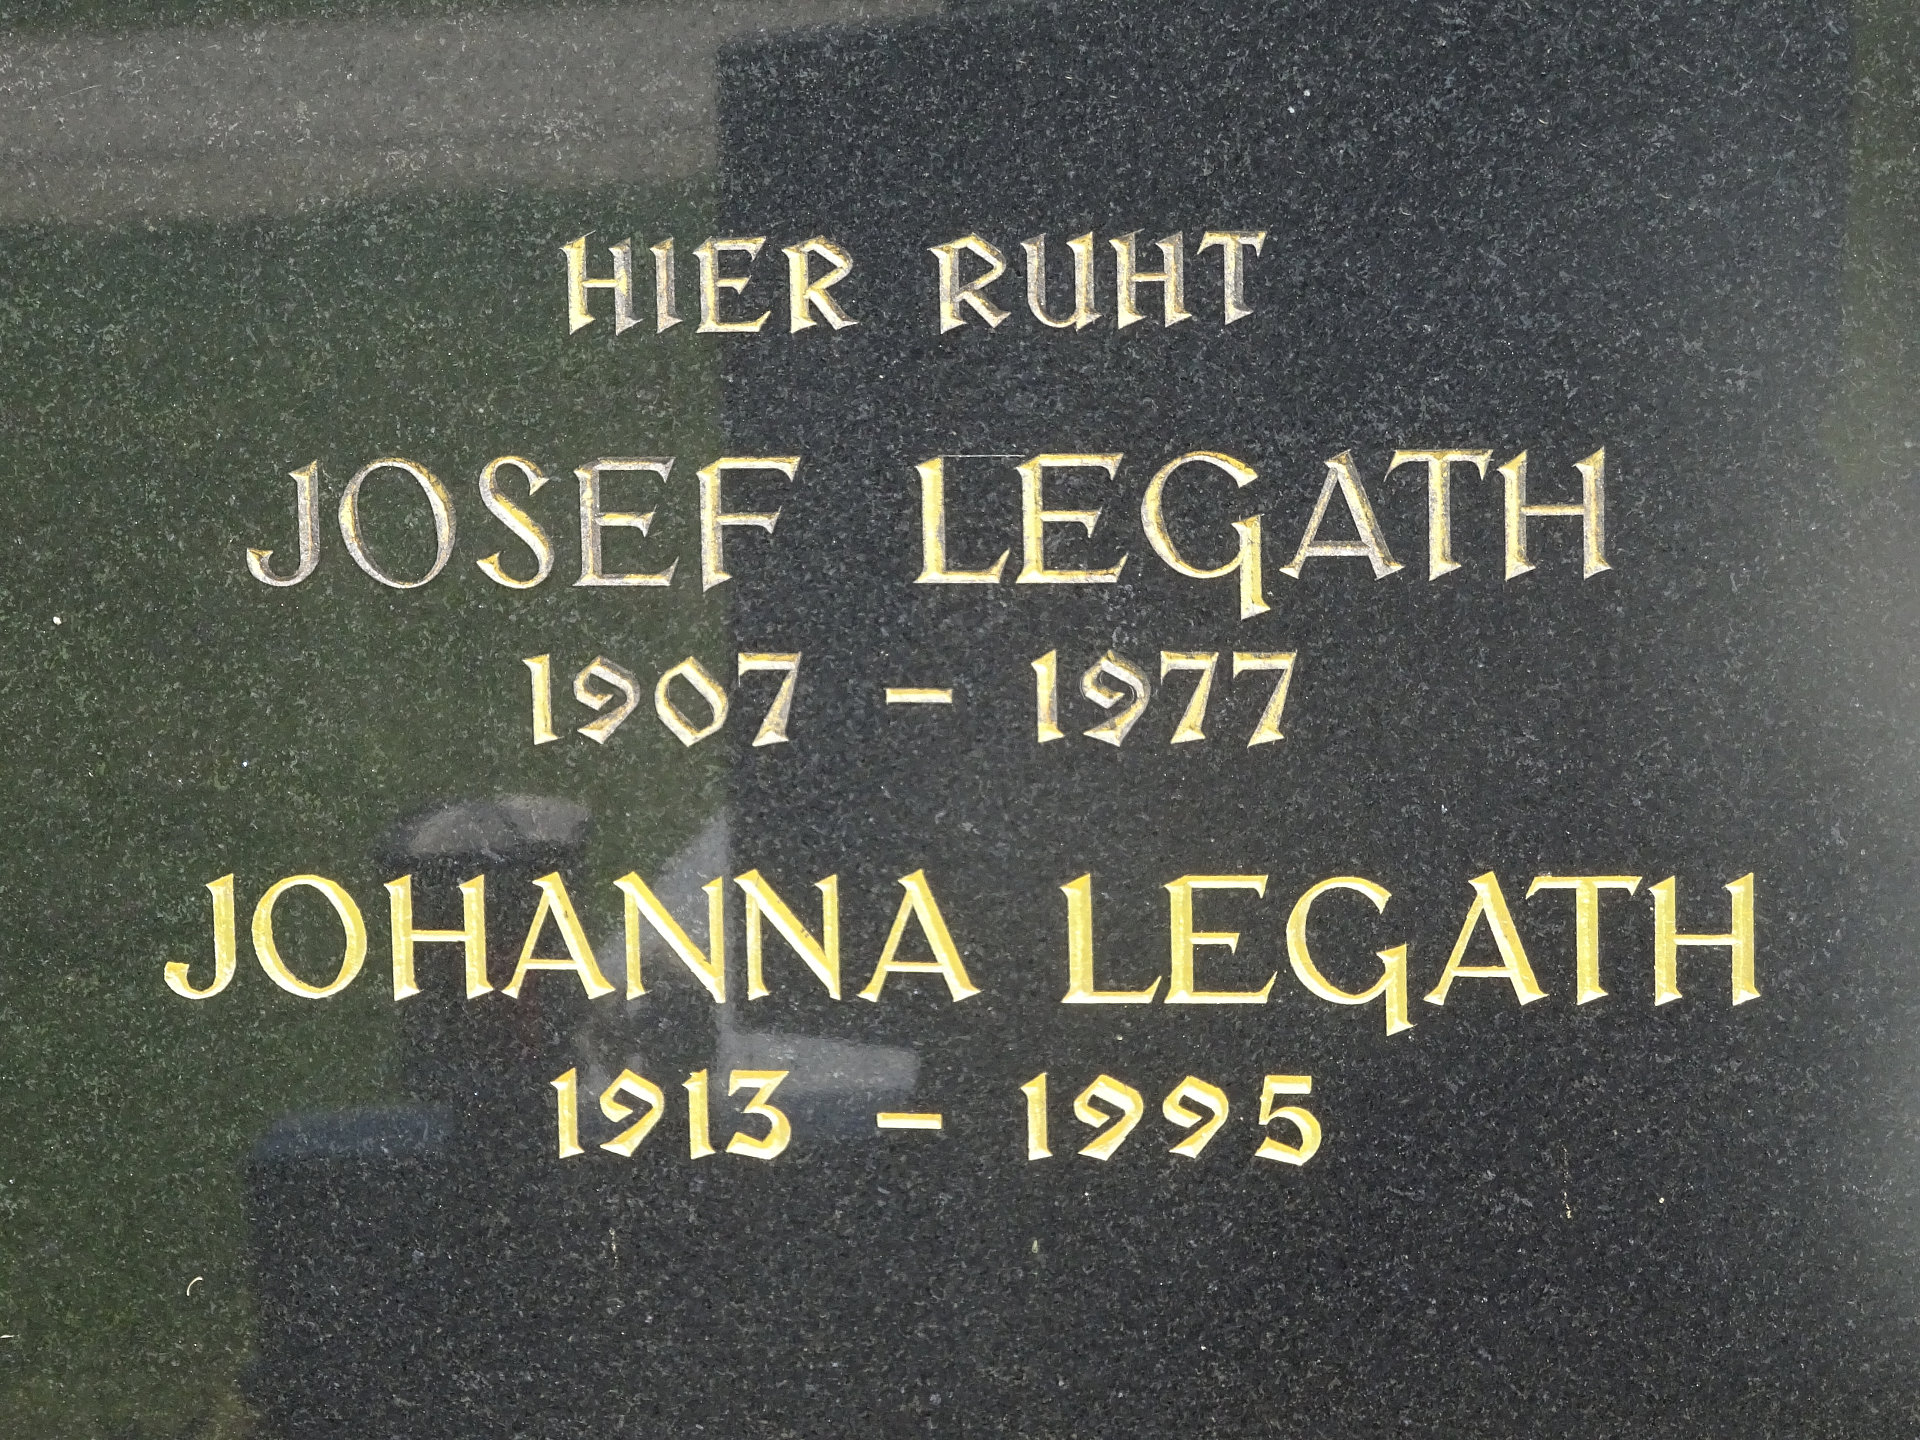 HIER RUHT
JOSEF LEGATH
1907 – 1977
JOHANNA LEGATH
1913 – 1995